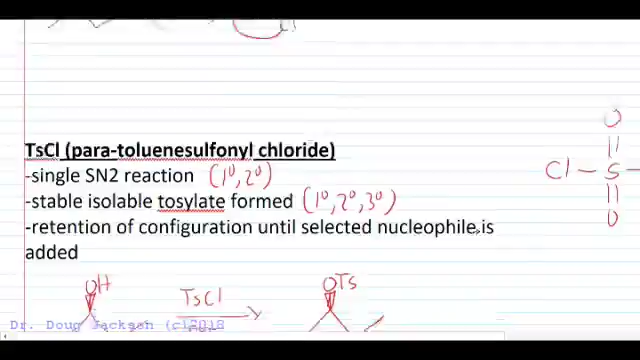 TsCl (para-toluenesulfonyl chloride)
-single SN2 reaction (1°, 2°)
-stable isolable tosylate formed (1°, 2°, 3°)
-retention of configuration until selected nucleophile is
added
O
||
Cl — S —
||
O
OH
TsCl
OTs
Dr. Doug Jackson